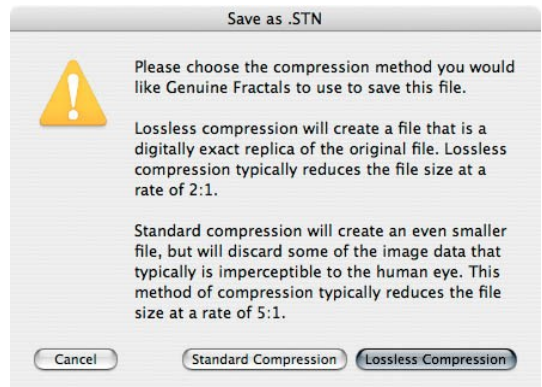 Save as .STN
Please choose the compression method you would
like Genuine Fractals to use to save this file.
Lossless compression will create a file that is a
digitally exact replica of the original file. Lossless
compression typically reduces the file size at a
rate of 2:1.
Standard compression will create an even smaller
file, but will discard some of the image data that
typically is imperceptible to the human eye. This
method of compression typically reduces the file
size at a rate of 5:1.
Cancel
Standard Compression
Lossless Compression